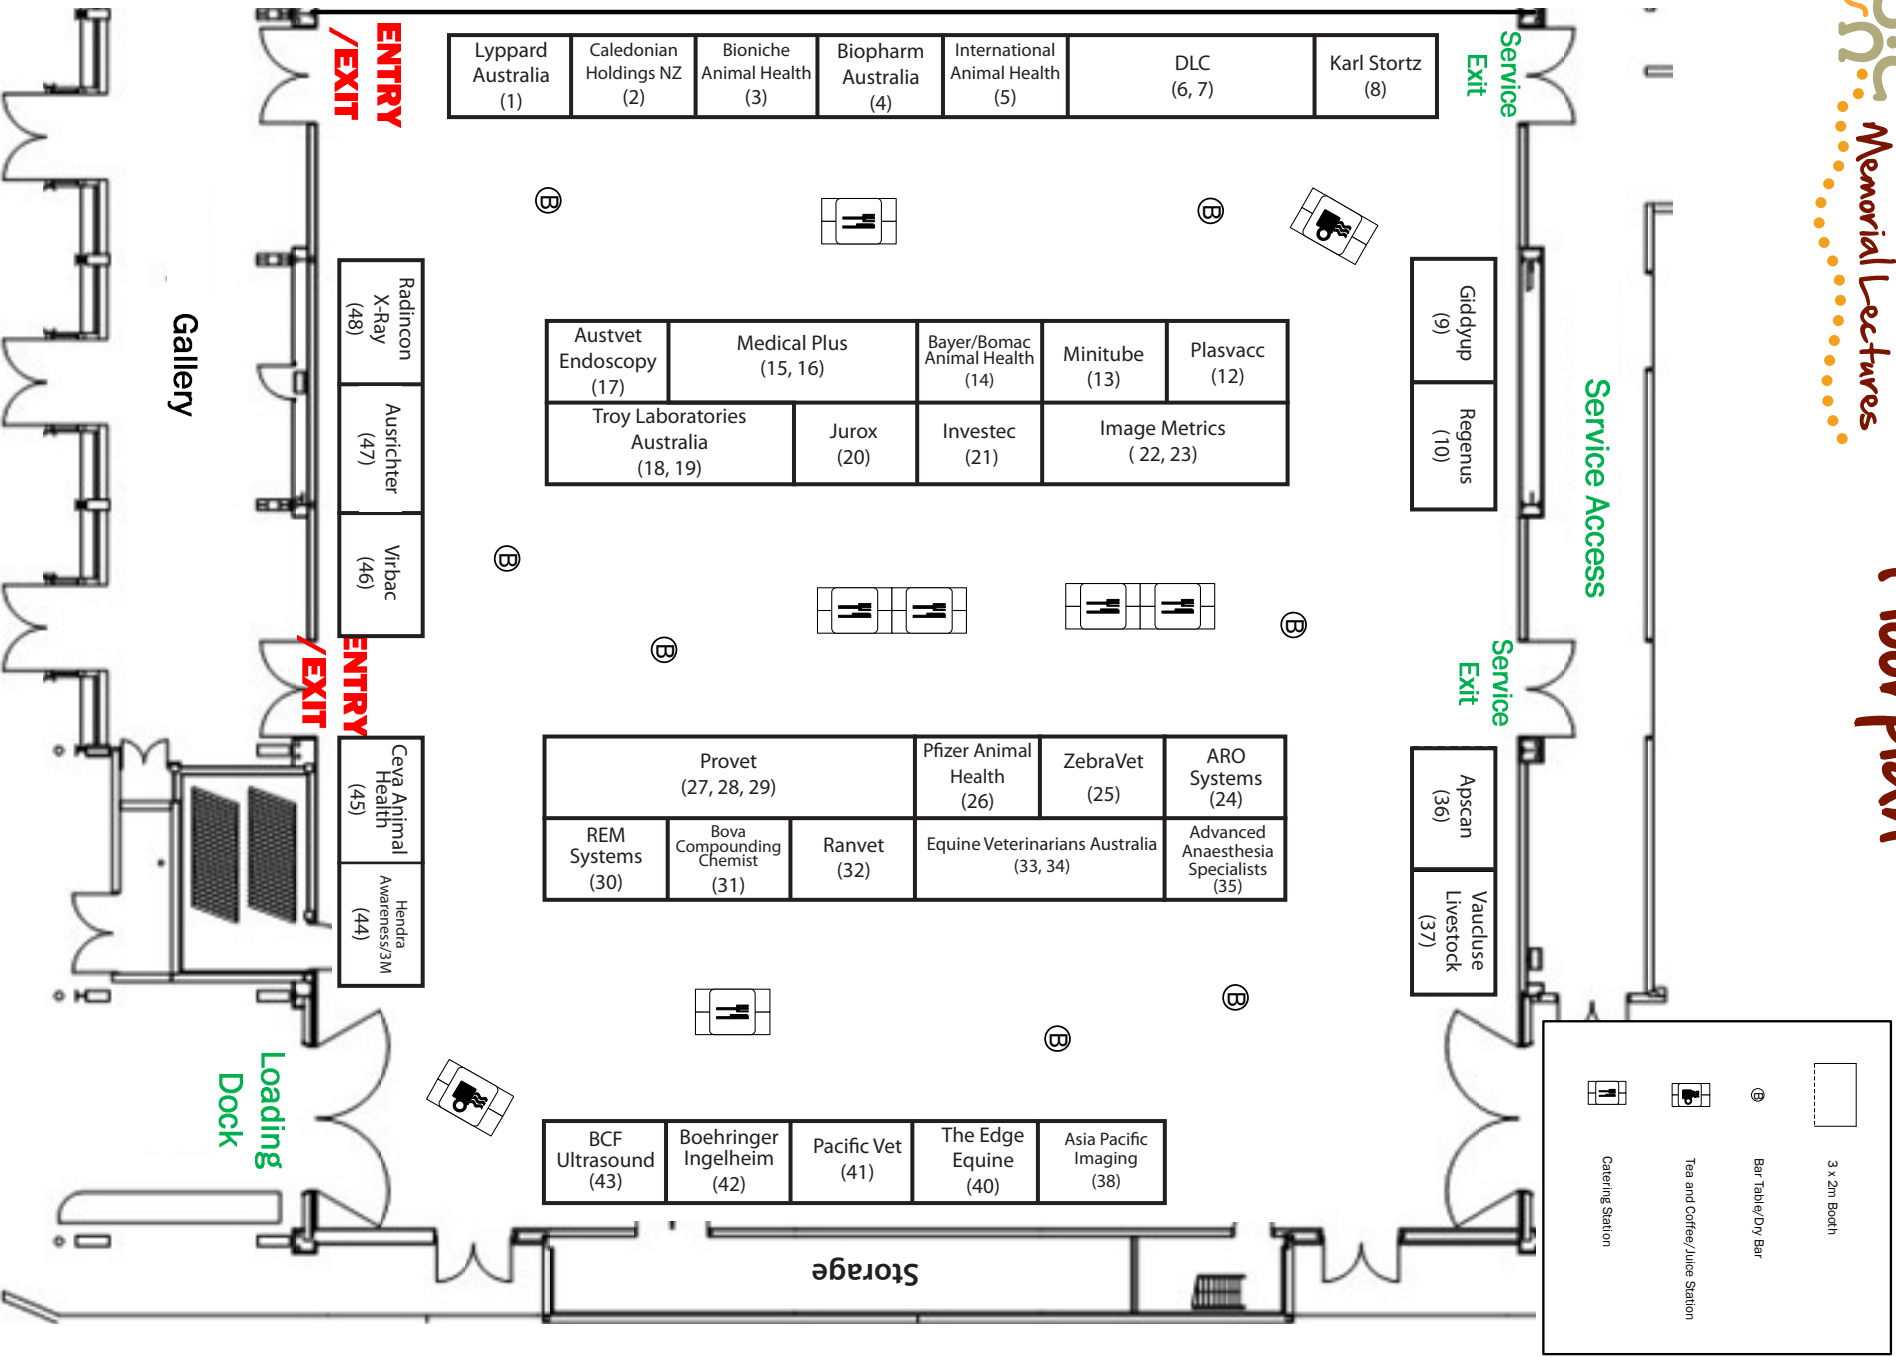 ENTRY
/EXIT
Lyppard
Australia
(1)
Caledonian
Holdings NZ
(2)
Bioniche
Animal Health
(3)
Biopharm
Australia
(4)
International
Animal Health
(5)
DLC
(6, 7)
Karl Stortz
(8)
Service
Exit
Memorial Lectures
B
B
Gallery
Radincon
X-Ray
(48)
Ausrichter
(47)
Virbac
(46)
Austvet
Endoscopy
(17)
Medical Plus
(15, 16)
Bayer/Bomac
Animal Health
(14)
Minitube
(13)
Plasvacc
(12)
Troy Laboratories
Australia
(18, 19)
Jurox
(20)
Investec
(21)
Image Metrics
( 22, 23)
Giddyup
(9)
Regenus
(10)
Service Access
B
B
B
ENTRY
/EXIT
Service
Exit
Floor plan
Ceva Animal
Health
(45)
Hendra
Awareness/3M
(44)
Provet
(27, 28, 29)
Pfizer Animal
Health
(26)
ZebraVet
(25)
ARO
Systems
(24)
REM
Systems
(30)
Bova
Compounding
Chemist
(31)
Ranvet
(32)
Equine Veterinarians Australia
(33, 34)
Advanced
Anaesthesia
Specialists
(35)
Apscan
(36)
Vaucluse
Livestock
(37)
B
B
Loading
Dock
BCF
Ultrasound
(43)
Boehringer
Ingelheim
(42)
Pacific Vet
(41)
The Edge
Equine
(40)
Asia Pacific
Imaging
(38)
Storage
3 x 2m Booth
B
Bar Table/Dry Bar
Tea and Coffee/Juice Station
Catering Station